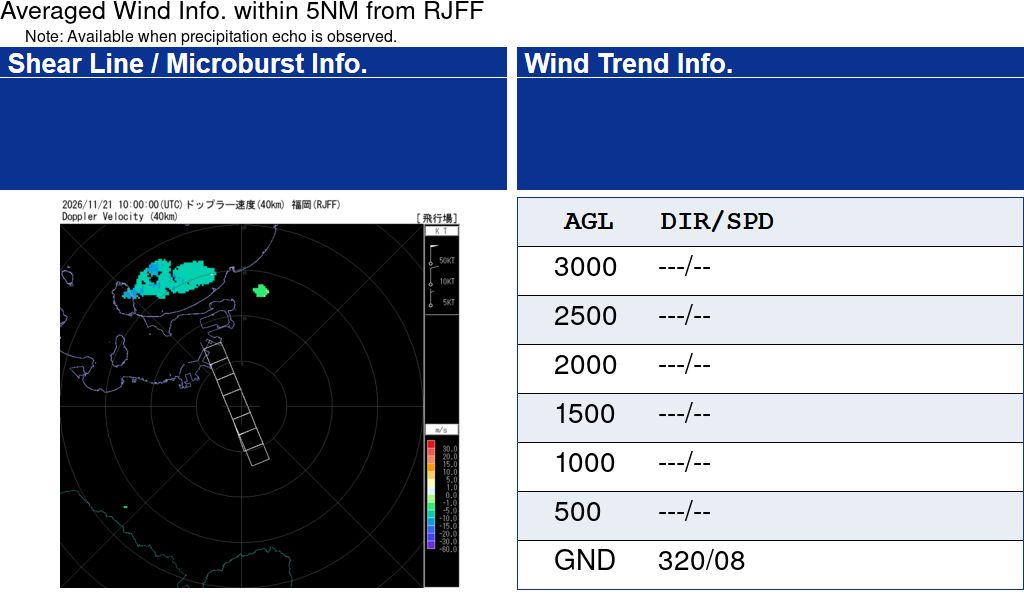 Averaged Wind Info. within 5NM from RJFF
Note: Available when precipitation echo is observed.
Shear Line / Microburst Info.
Wind Trend Info.
2026/11/21 10:00:00(UTC) ドップラー速度(40km) 福岡(RJFF)
Doppler Velocity (40km)
[飛行場]
KT
50KT
10KT
5KT
m/s
30.0
20.0
15.0
10.0
5.0
1.0
0.0
-1.0
-5.0
-10.0
-15.0
-20.0
-30.0
-60.0
AGL DIR/SPD
3000 ---/--
2500 ---/--
2000 ---/--
1500 ---/--
1000 ---/--
500 ---/--
GND 320/08